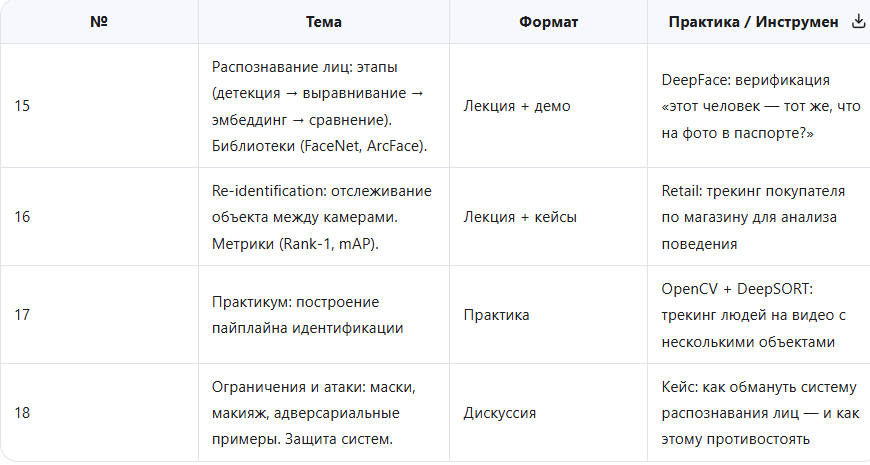 № Тема Формат Практика / Инструмен
15
Распознавание лиц: этапы
(детекция → выравнивание →
эмбеддинг → сравнение).
Библиотеки (FaceNet, ArcFace).
Лекция + демо
DeepFace: верификация
«этот человек — тот же, что
на фото в паспорте?»
16
Re-identification: отслеживание
объекта между камерами.
Метрики (Rank-1, mAP).
Лекция + кейсы
Retail: трекинг покупателя
по магазину для анализа
поведения
17
Практикум: построение
пайплайна идентификации
Практика
OpenCV + DeepSORT:
трекинг людей на видео с
несколькими объектами
18
Ограничения и атаки: маски,
макияж, адверсариальные
примеры. Защита систем.
Дискуссия
Кейс: как обмануть систему
распознавания лиц — и как
этому противостоять